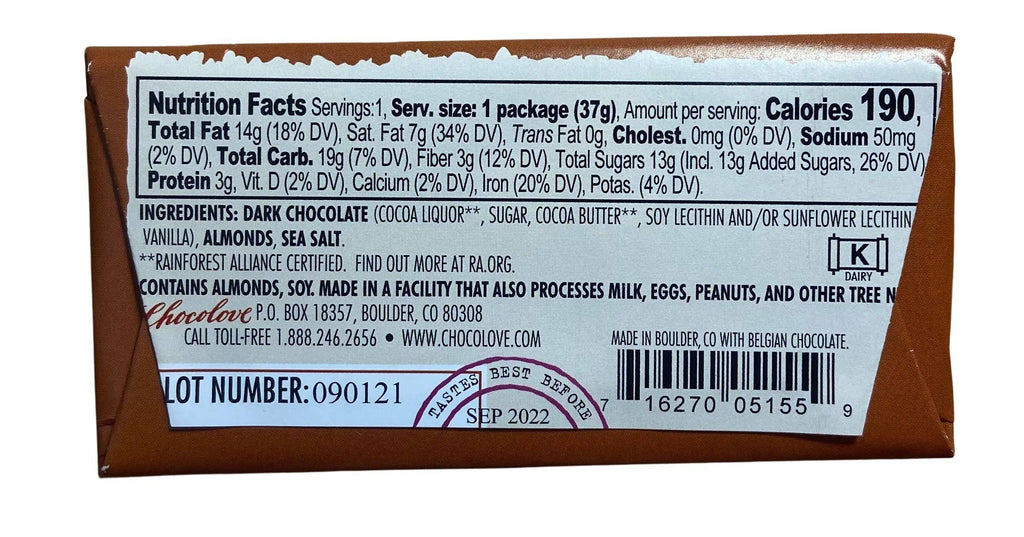 Nutrition Facts Servings:1, Serv. size: 1 package (37g), Amount per serving: Calories 190,
Total Fat 14g (18% DV), Sat. Fat 7g (34% DV), Trans Fat 0g, Cholest. 0mg (0% DV), Sodium 50mg
(2% DV), Total Carb. 19g (7% DV), Fiber 3g (12% DV), Total Sugars 13g (Incl. 13g Added Sugars, 26% DV)
Protein 3g, Vit. D (2% DV), Calcium (2% DV), Iron (20% DV), Potas. (4% DV).
INGREDIENTS: DARK CHOCOLATE (COCOA LIQUOR**, SUGAR, COCOA BUTTER**, SOY LECITHIN AND/OR SUNFLOWER LECITHIN
VANILLA), ALMONDS, SEA SALT.
**RAINFOREST ALLIANCE CERTIFIED. FIND OUT MORE AT RA.ORG.
K
DAIRY
CONTAINS ALMONDS, SOY. MADE IN A FACILITY THAT ALSO PROCESSES MiLK, EGGS, PEANUTS, AND OTHER TREE N
Chocolove P.O. BOX 18357, BOULDER, CO 80308
CALL TOLL-FREE 1.888.246.2656 • WWW.CHOCOLOVE.COM
MADE IN BOULDER, CO WITH BELGIAN CHOCOLATE.
LOT NUMBER:090121
TASTES BEST BEFORE
SEP 2022
7 16270 05155 9